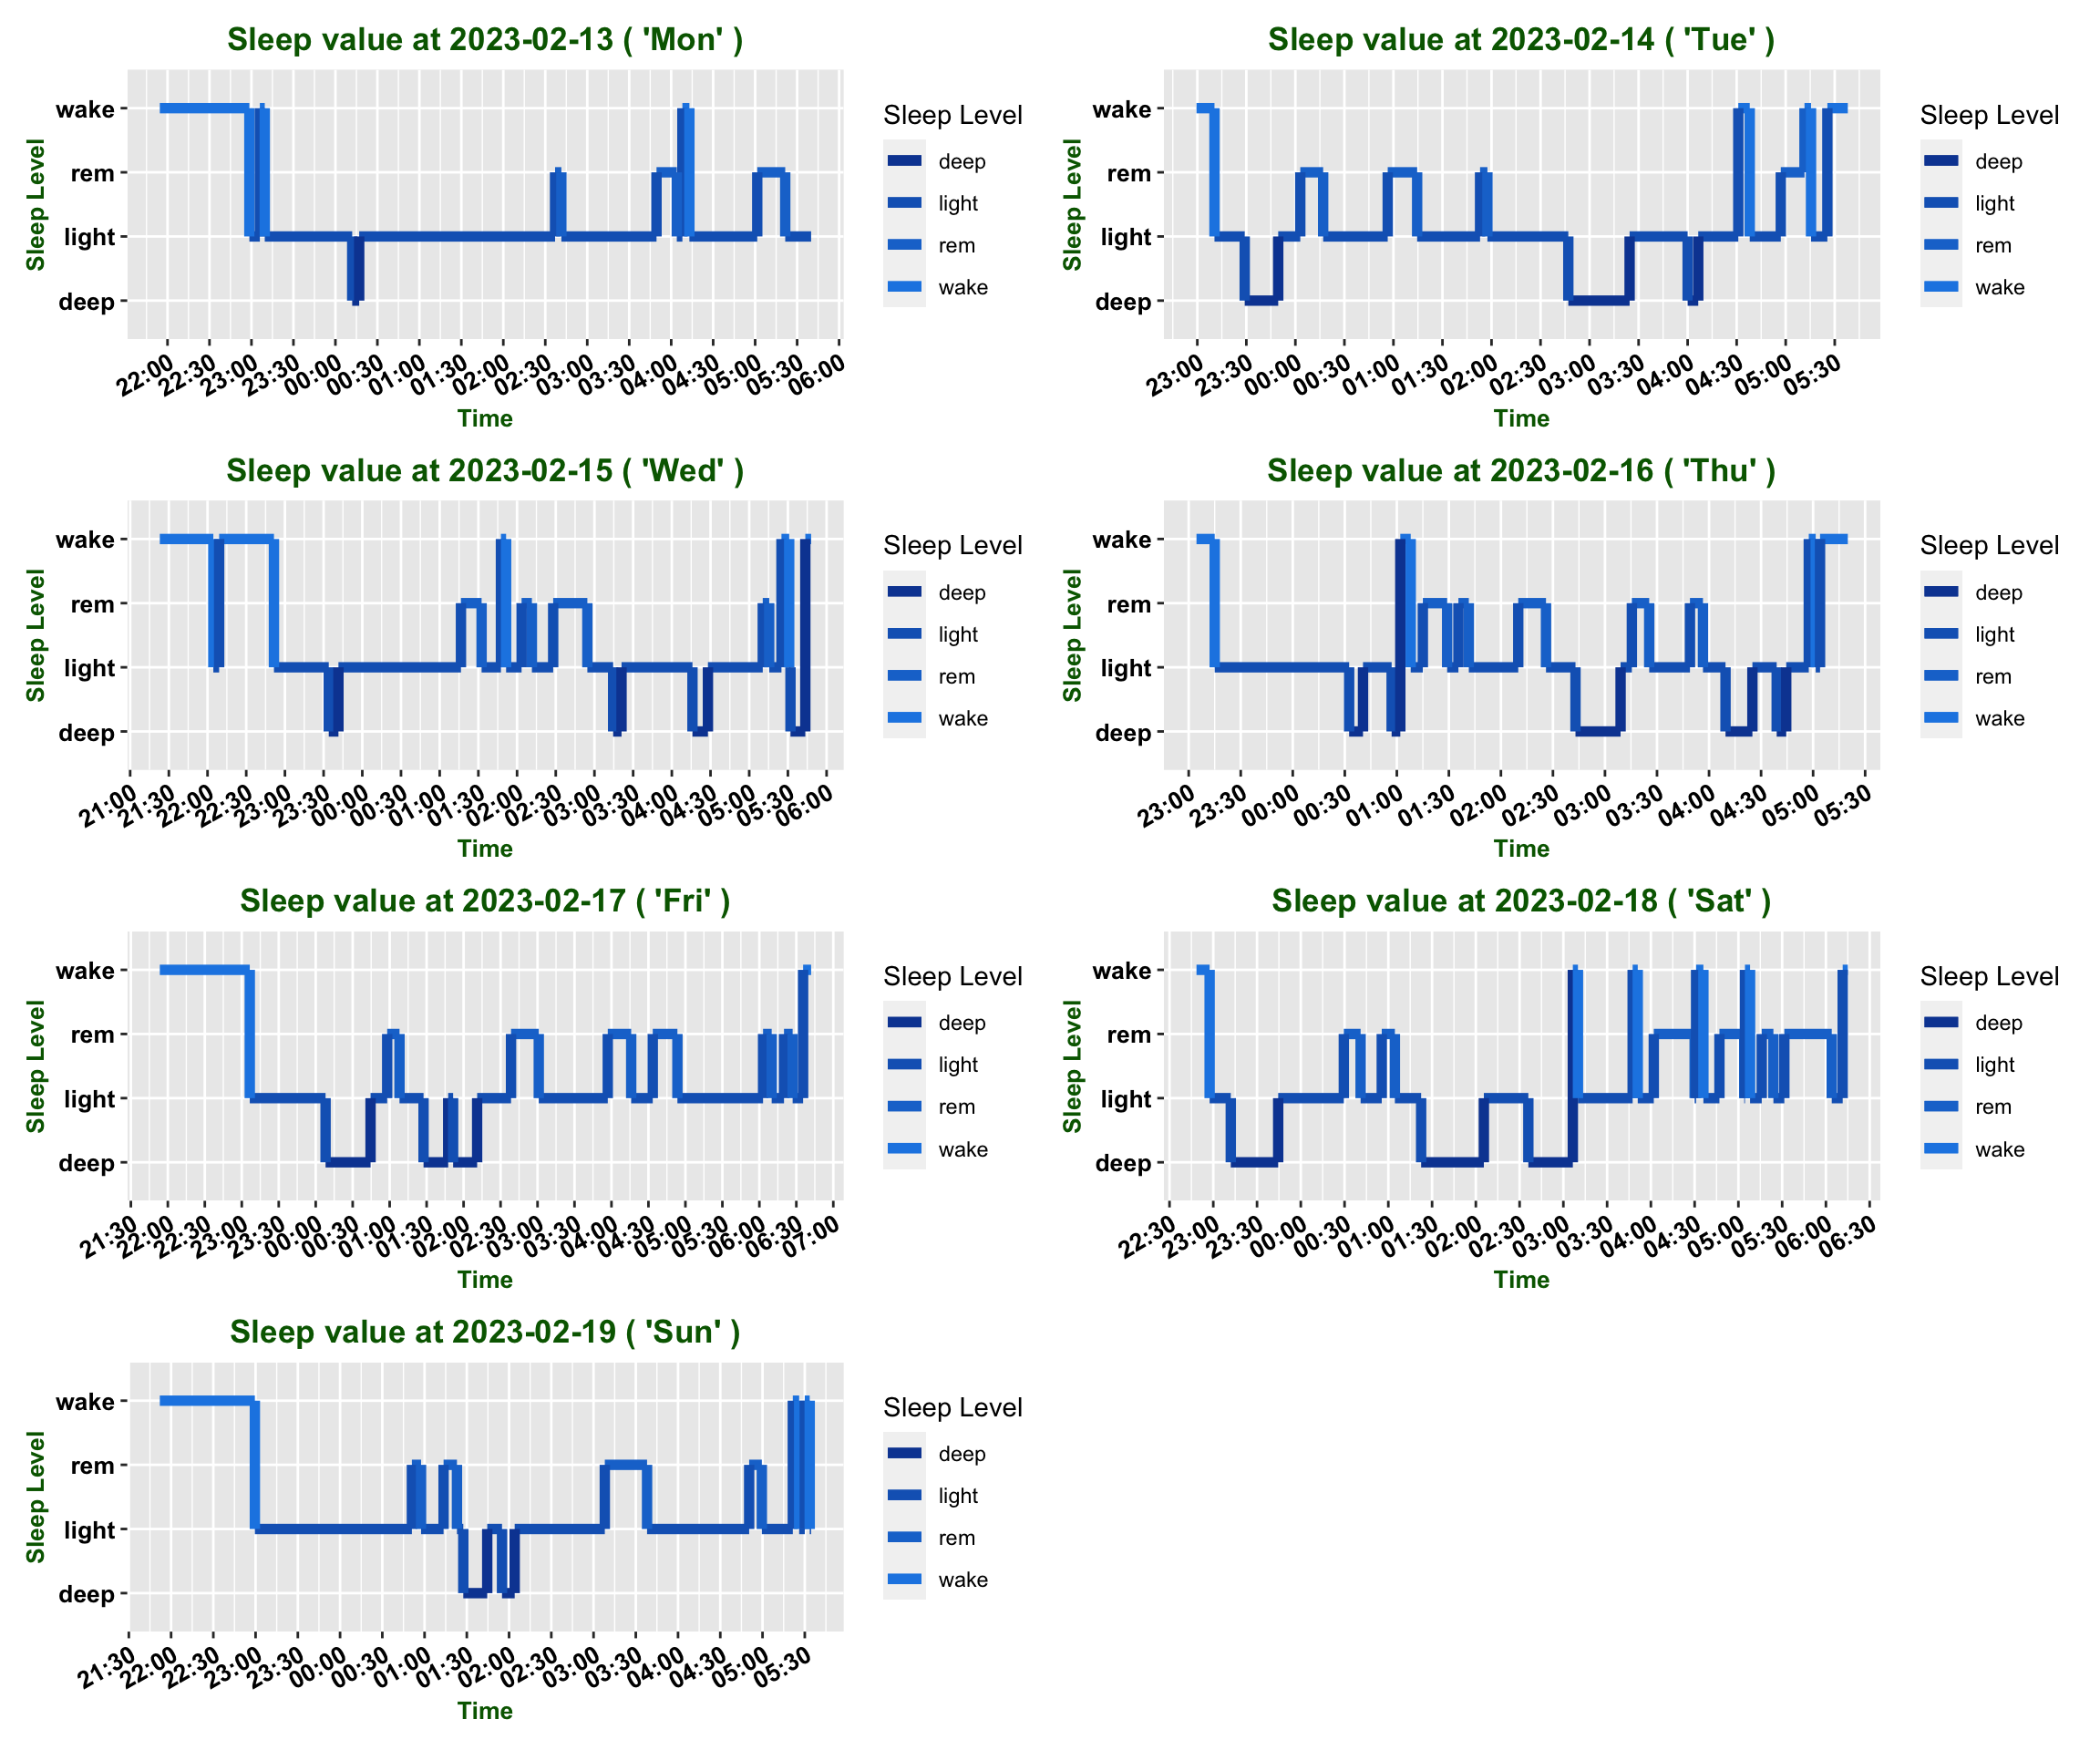 Sleep value at 2023-02-13 ( 'Mon' )
Sleep Level
wake
rem
light
deep
22:00 22:30 23:00 23:30 00:00 00:30 01:00 01:30 02:00 02:30 03:00 03:30 04:00 04:30 05:00 05:30 06:00
Time
Sleep Level
deep
light
rem
wake
Sleep value at 2023-02-14 ( 'Tue' )
Sleep Level
wake
rem
light
deep
23:00 23:30 00:00 00:30 01:00 01:30 02:00 02:30 03:00 03:30 04:00 04:30 05:00 05:30
Time
Sleep Level
deep
light
rem
wake
Sleep value at 2023-02-15 ( 'Wed' )
Sleep Level
wake
rem
light
deep
21:00 21:30 22:00 22:30 23:00 23:30 00:00 00:30 01:00 01:30 02:00 02:30 03:00 03:30 04:00 04:30 05:00 05:30 06:00
Time
Sleep Level
deep
light
rem
wake
Sleep value at 2023-02-16 ( 'Thu' )
Sleep Level
wake
rem
light
deep
23:00 23:30 00:00 00:30 01:00 01:30 02:00 02:30 03:00 03:30 04:00 04:30 05:00 05:30
Time
Sleep Level
deep
light
rem
wake
Sleep value at 2023-02-17 ( 'Fri' )
Sleep Level
wake
rem
light
deep
21:30 22:00 22:30 23:00 23:30 00:00 00:30 01:00 01:30 02:00 02:30 03:00 03:30 04:00 04:30 05:00 05:30 06:00 06:30 07:00
Time
Sleep Level
deep
light
rem
wake
Sleep value at 2023-02-18 ( 'Sat' )
Sleep Level
wake
rem
light
deep
22:30 23:00 23:30 00:00 00:30 01:00 01:30 02:00 02:30 03:00 03:30 04:00 04:30 05:00 05:30 06:00 06:30
Time
Sleep Level
deep
light
rem
wake
Sleep value at 2023-02-19 ( 'Sun' )
Sleep Level
wake
rem
light
deep
21:30 22:00 22:30 23:00 23:30 00:00 00:30 01:00 01:30 02:00 02:30 03:00 03:30 04:00 04:30 05:00 05:30
Time
Sleep Level
deep
light
rem
wake